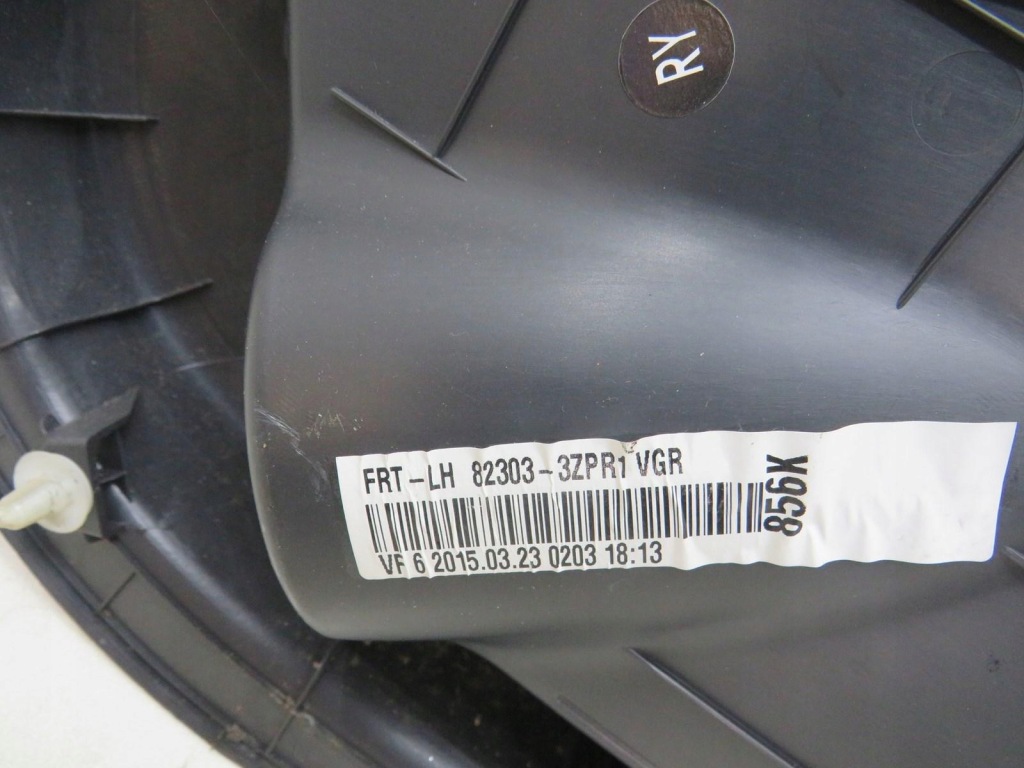 RY
FRT-LH 82303-3ZPR1 VGR
856K
VF 6 2015.03.23 0203 18:13